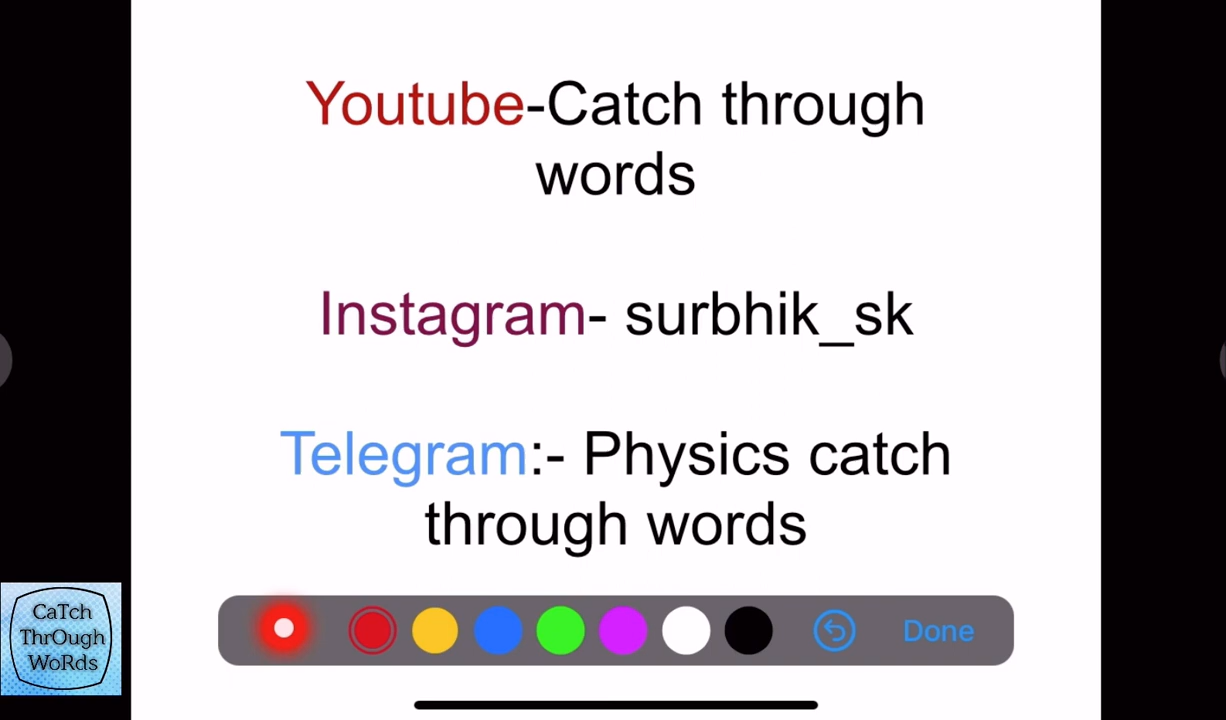 Youtube-Catch through
words
Instagram- surbhik_sk
Telegram:- Physics catch
through words
CaTch
ThrOugh
WoRds
Done